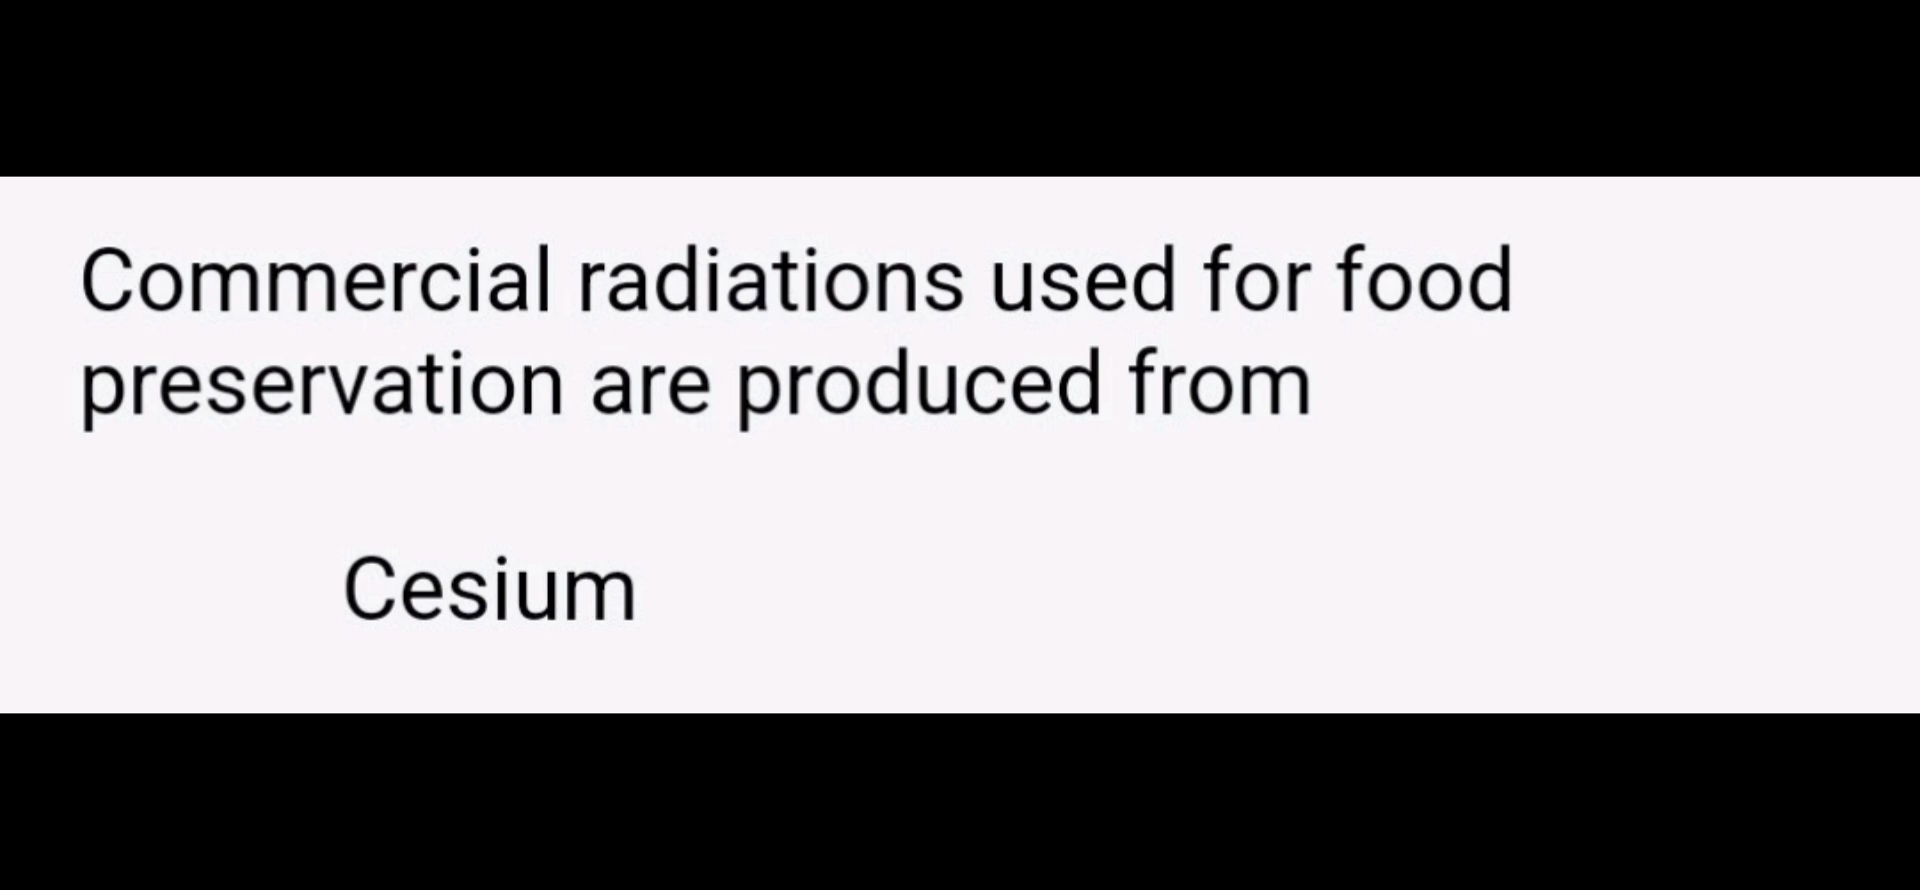 Commercial radiations used for food
preservation are produced from
Cesium